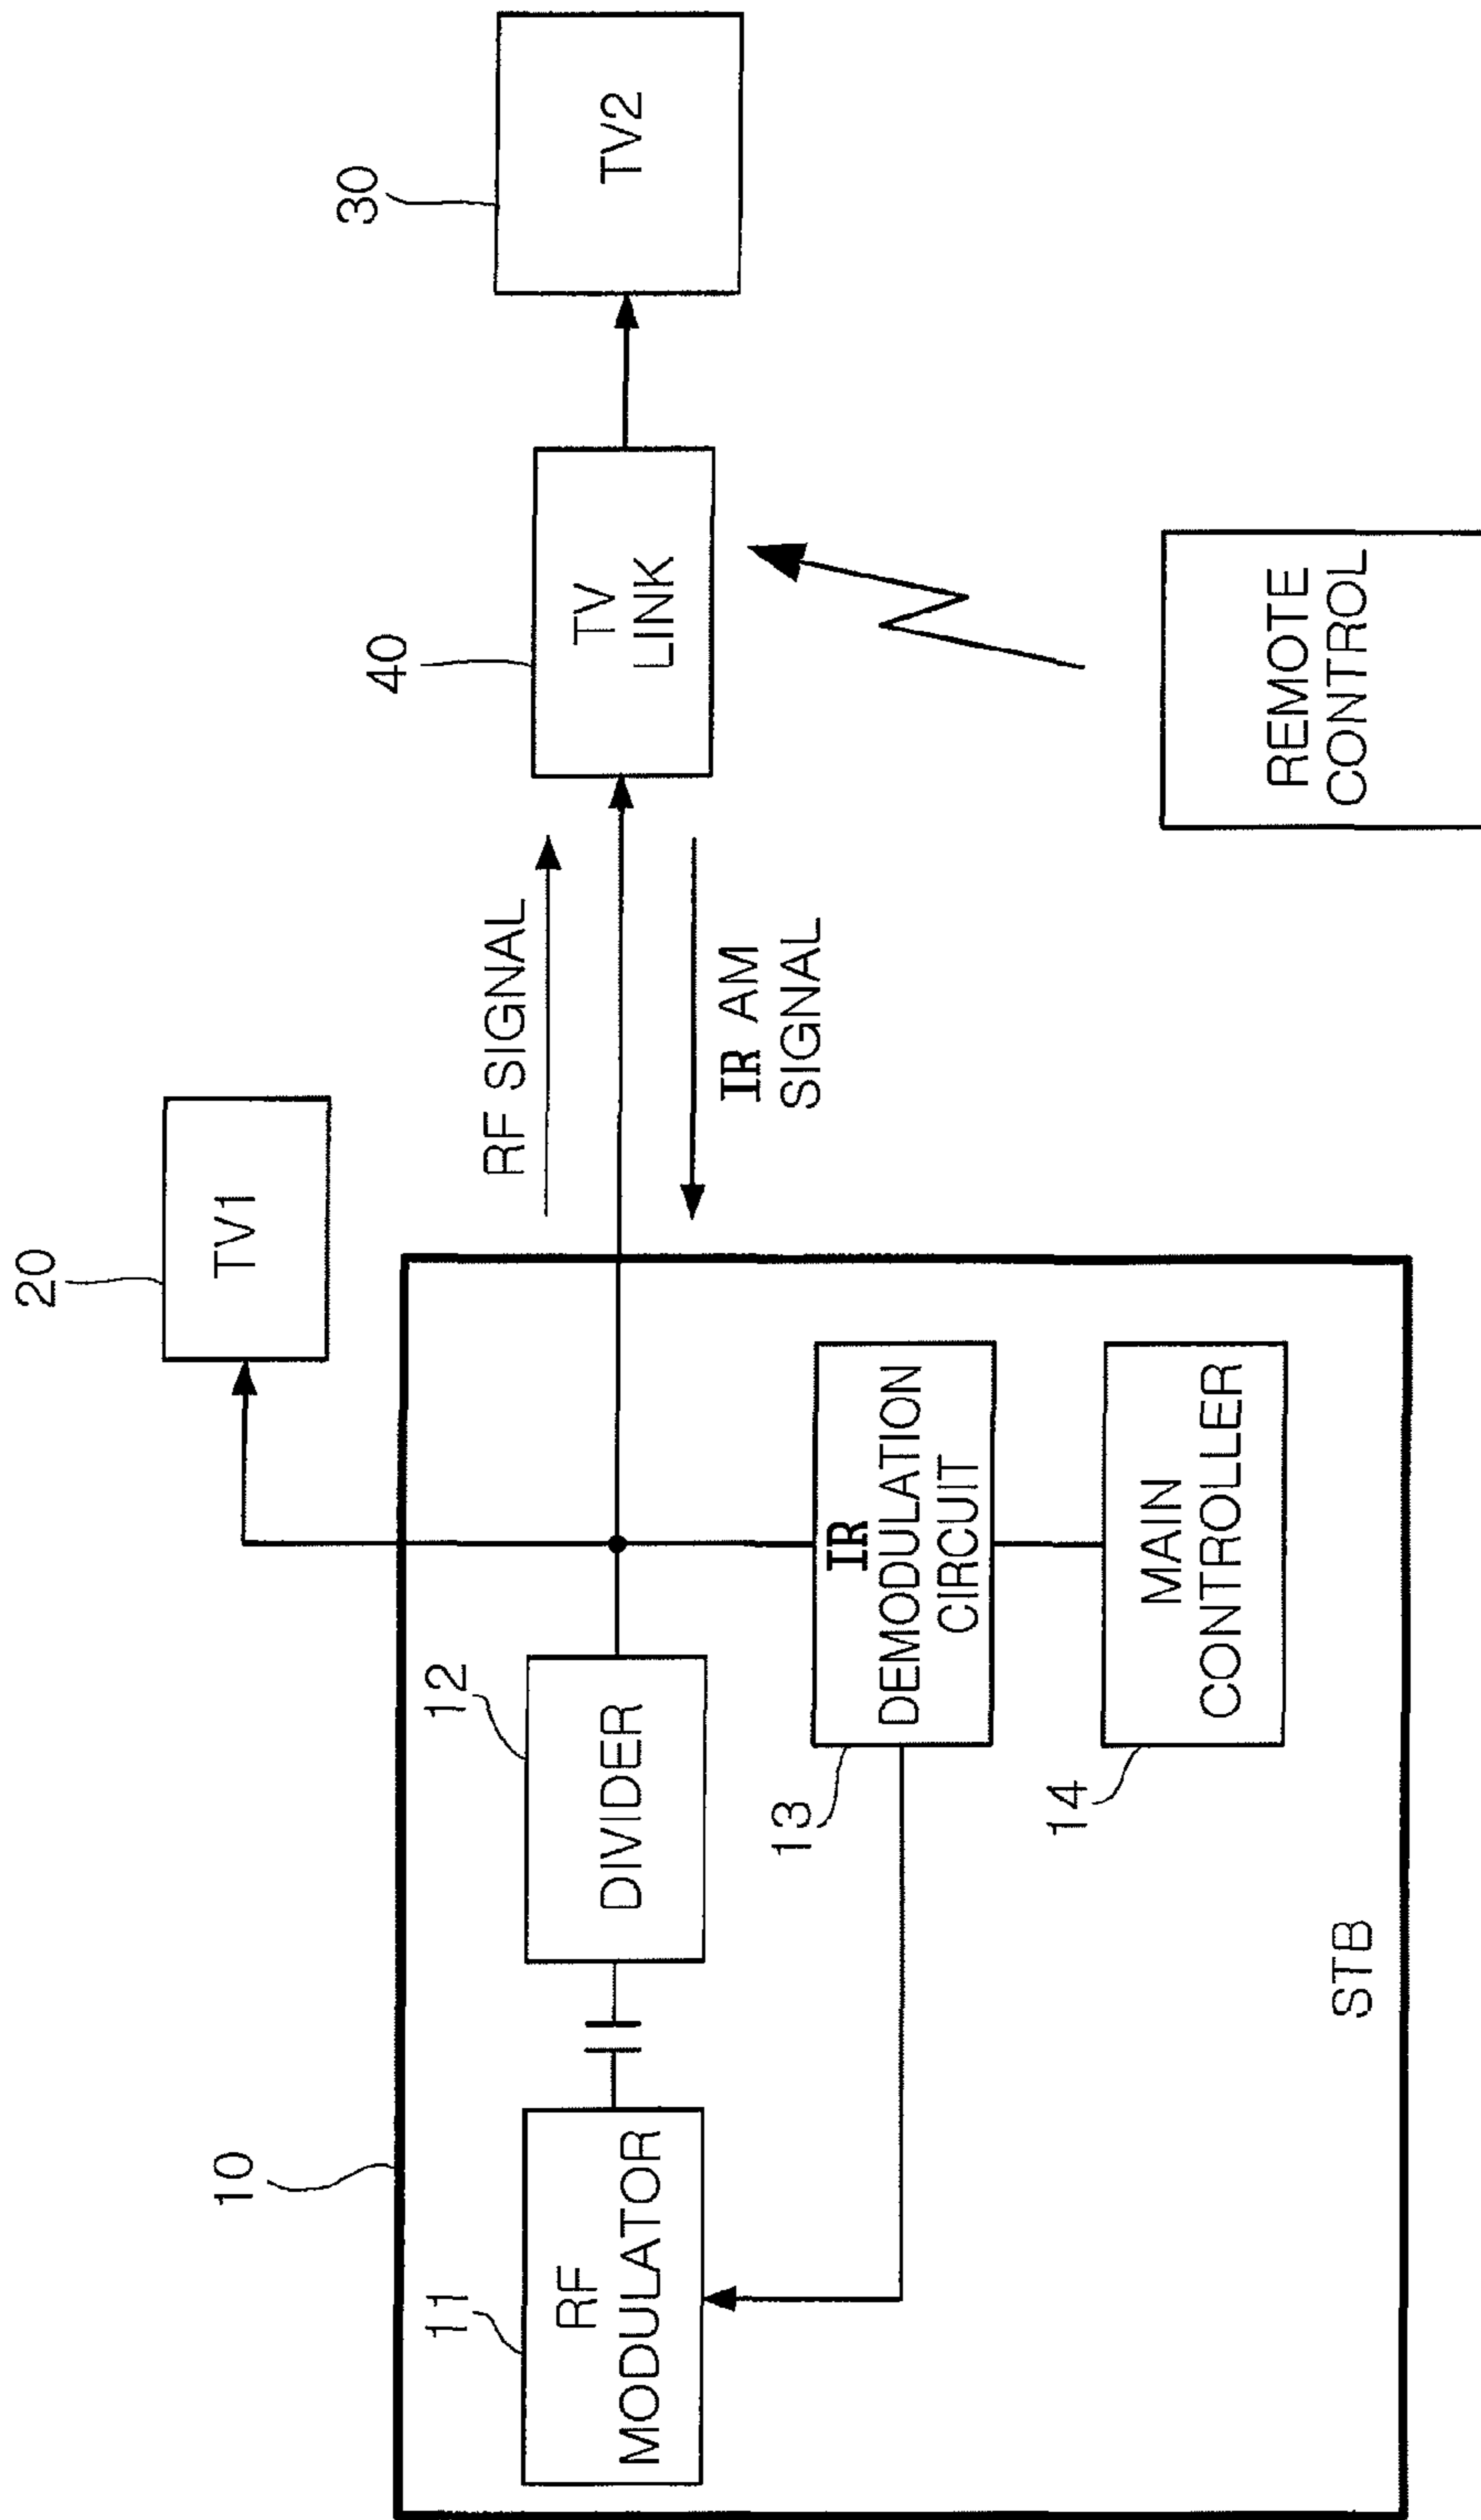 20
TV1
30
TV2
40
TV
LINK
RF SIGNAL
IR AM
SIGNAL
REMOTE
CONTROL
10
11
RF
MODULATOR
12
DIVIDER
13
IR
DEMODULATION
CIRCUIT
14
MAIN
CONTROLLER
STB